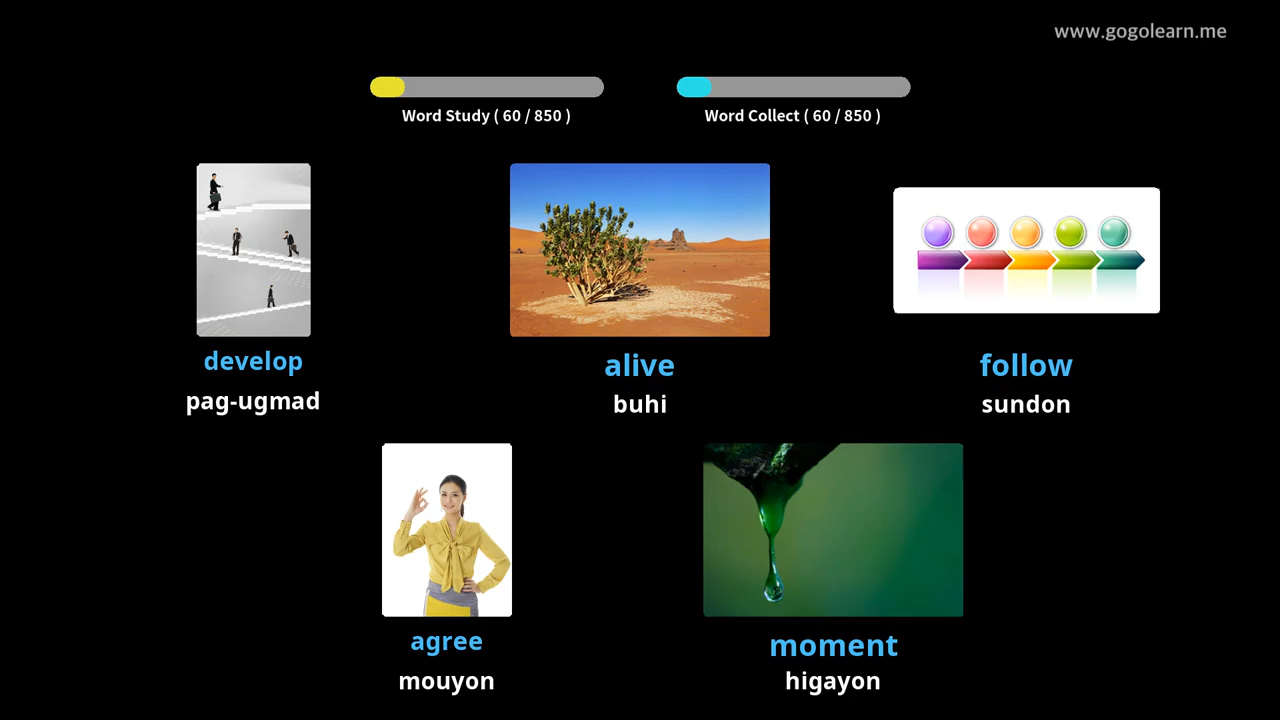 www.gogolearn.me
Word Study ( 60 / 850 )
Word Collect ( 60 / 850 )
develop
pag-ugmad
alive
buhi
follow
sundon
agree
mouyon
moment
higayon